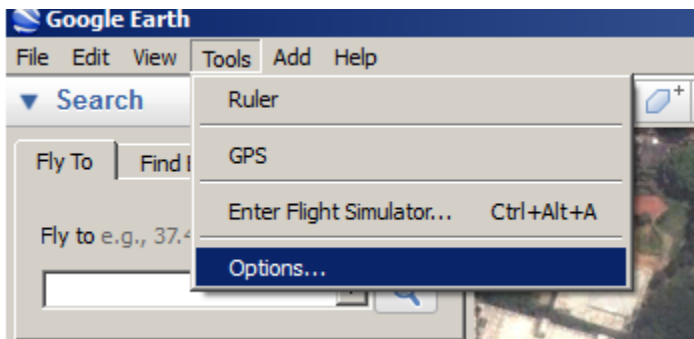 Google Earth
File Edit View Tools Add Help
Search
Ruler
Fly To Find
GPS
Enter Flight Simulator... Ctrl+Alt+A
Fly to e.g., 37.4
Options...